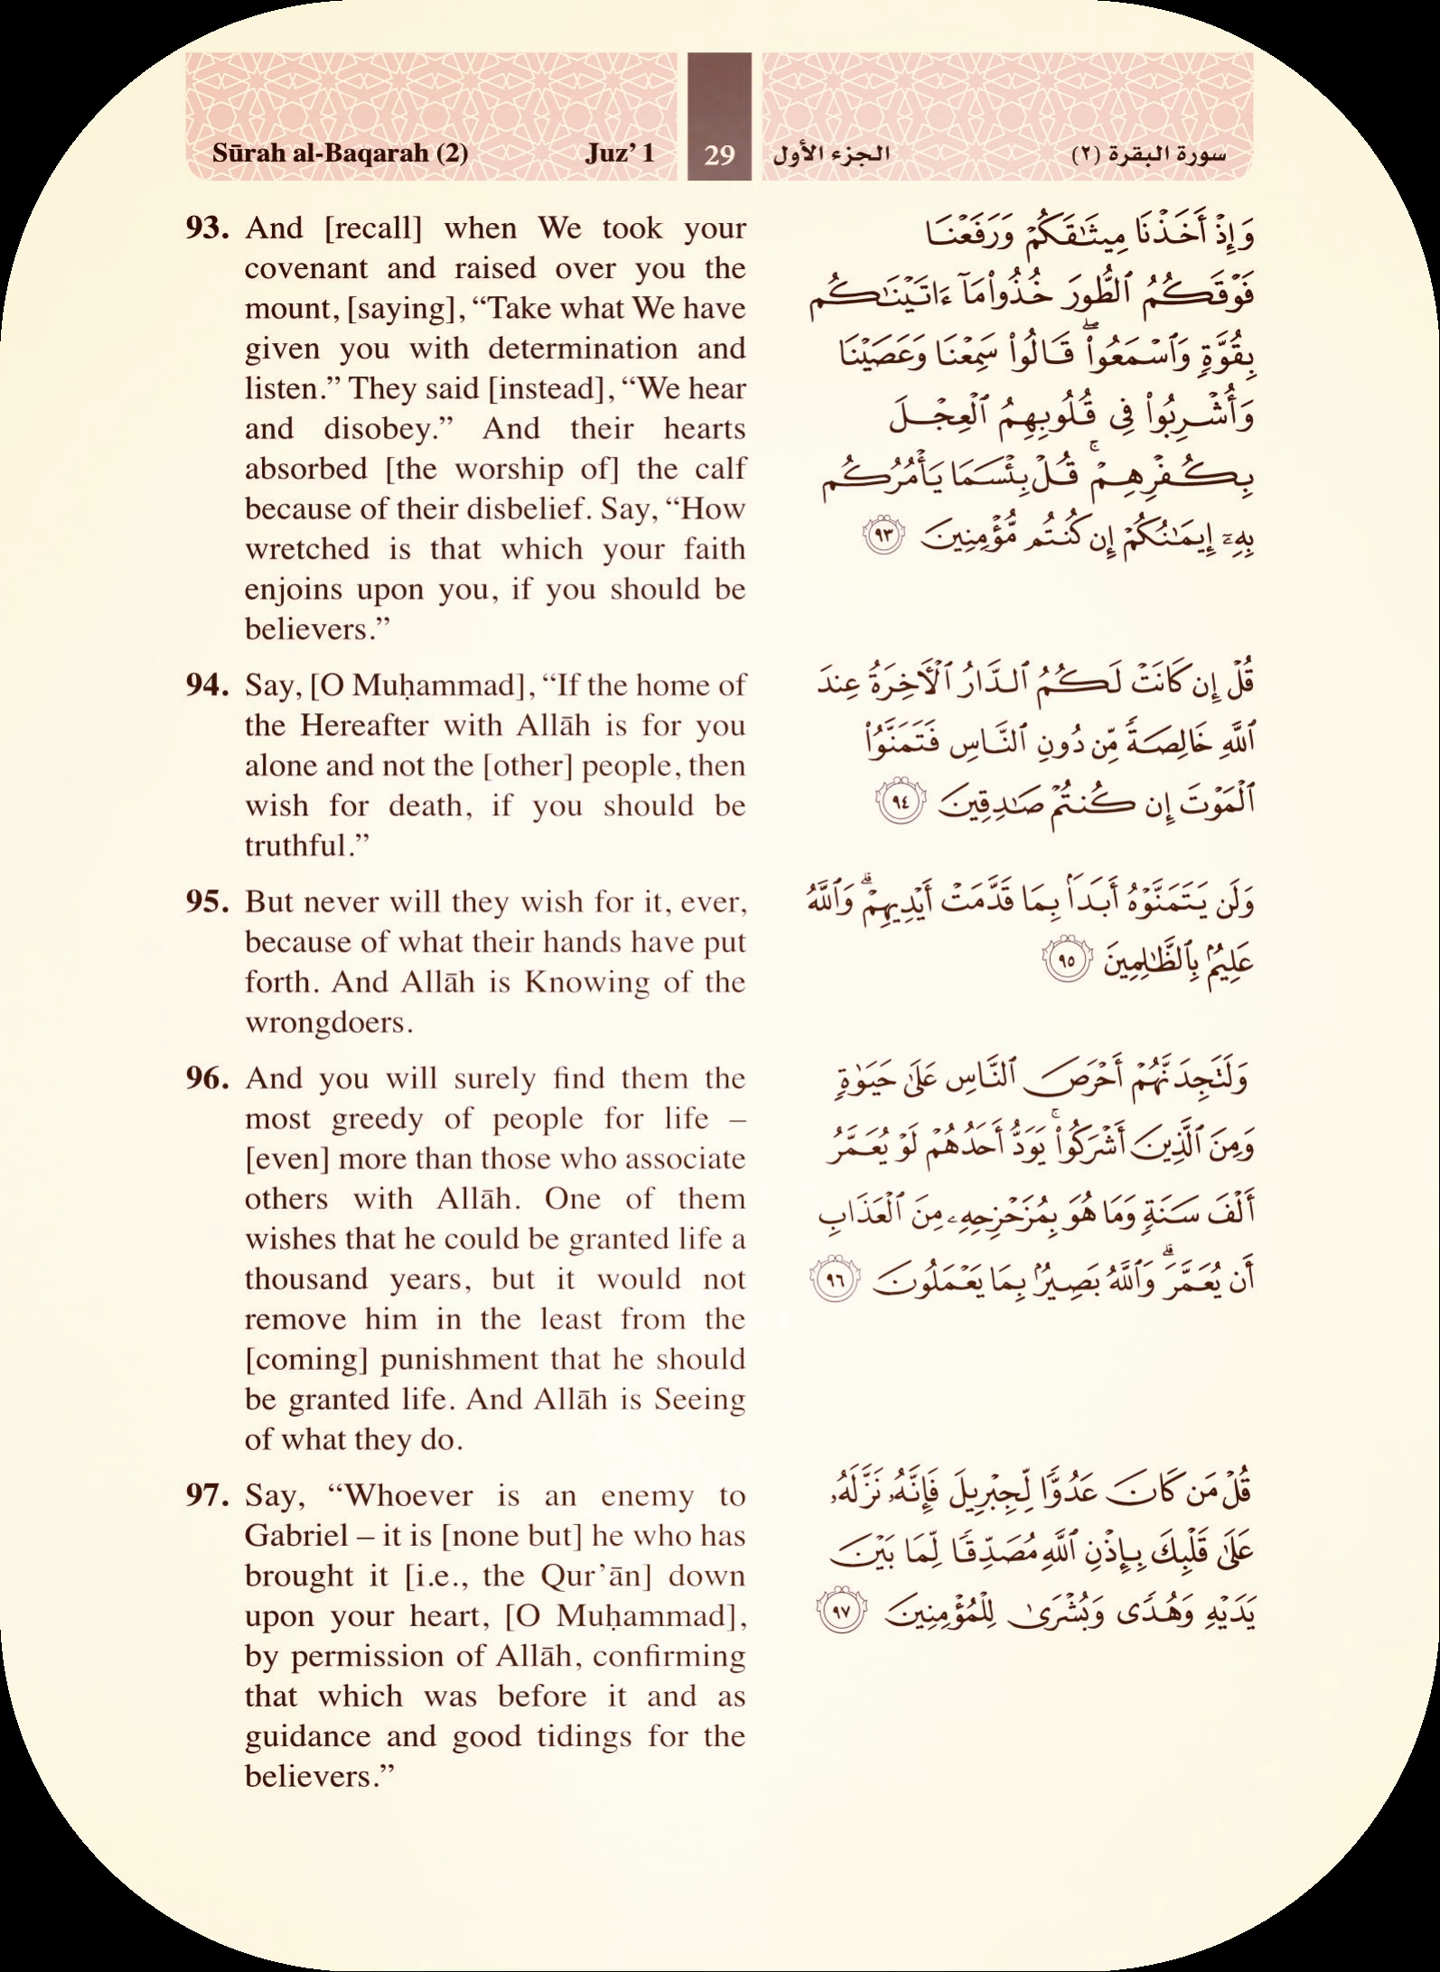 Sūrah al-Baqarah (2) Juz’ 1 29 الجزء الأول سورة البقرة (٢)
93. And [recall] when We took your
covenant and raised over you the
mount, [saying], “Take what We have
given you with determination and
listen.” They said [instead], “We hear
and disobey.” And their hearts
absorbed [the worship of] the calf
because of their disbelief. Say, “How
wretched is that which your faith
enjoins upon you, if you should be
believers.”
وَإِذْ أَخَذْنَا مِيثَٰقَكُمْ وَرَفَعْنَا
فَوْقَكُمُ ٱلطُّورَ خُذُوا۟ مَآ ءَاتَيْنَٰكُم
بِقُوَّةٍ وَٱسْمَعُوا۟ ۖ قَالُوا۟ سَمِعْنَا وَعَصَيْنَا
وَأُشْرِبُوا۟ فِى قُلُوبِهِمُ ٱلْعِجْلَ
بِكُفْرِهِمْ ۚ قُلْ بِئْسَمَا يَأْمُرُكُم
بِهِۦٓ إِيمَٰنُكُمْ إِن كُنتُم مُّؤْمِنِينَ ٩٣
94. Say, [O Muḥammad], “If the home of
the Hereafter with Allāh is for you
alone and not the [other] people, then
wish for death, if you should be
truthful.”
قُلْ إِن كَانَتْ لَكُمُ ٱلدَّارُ ٱلْأَخِرَةُ عِندَ
ٱللَّهِ خَالِصَةً مِّن دُونِ ٱلنَّاسِ فَتَمَنَّوُا۟
ٱلْمَوْتَ إِن كُنتُمْ صَٰدِقِينَ ٩٤
95. But never will they wish for it, ever,
because of what their hands have put
forth. And Allāh is Knowing of the
wrongdoers.
وَلَن يَتَمَنَّوْهُ أَبَدًۢا بِمَا قَدَّمَتْ أَيْدِيهِمْ ۗ وَٱللَّهُ
عَلِيمٌۢ بِٱلظَّٰلِمِينَ ٩٥
96. And you will surely find them the
most greedy of people for life –
[even] more than those who associate
others with Allāh. One of them
wishes that he could be granted life a
thousand years, but it would not
remove him in the least from the
[coming] punishment that he should
be granted life. And Allāh is Seeing
of what they do.
وَلَتَجِدَنَّهُمْ أَحْرَصَ ٱلنَّاسِ عَلَىٰ حَيَوٰةٍ
وَمِنَ ٱلَّذِينَ أَشْرَكُوا۟ ۚ يَوَدُّ أَحَدُهُمْ لَوْ يُعَمَّرُ
أَلْفَ سَنَةٍ وَمَا هُوَ بِمُزَحْزِحِهِۦ مِنَ ٱلْعَذَابِ
أَن يُعَمَّرَ ۗ وَٱللَّهُ بَصِيرٌۢ بِمَا يَعْمَلُونَ ٩٦
97. Say, “Whoever is an enemy to
Gabriel – it is [none but] he who has
brought it [i.e., the Qur’ān] down
upon your heart, [O Muḥammad],
by permission of Allāh, confirming
that which was before it and as
guidance and good tidings for the
believers.”
قُلْ مَن كَانَ عَدُوًّا لِّجِبْرِيلَ فَإِنَّهُۥ نَزَّلَهُۥ
عَلَىٰ قَلْبِكَ بِإِذْنِ ٱللَّهِ مُصَدِّقًا لِّمَا بَيْنَ
يَدَيْهِ وَهُدًى وَبُشْرَىٰ لِلْمُؤْمِنِينَ ٩٧